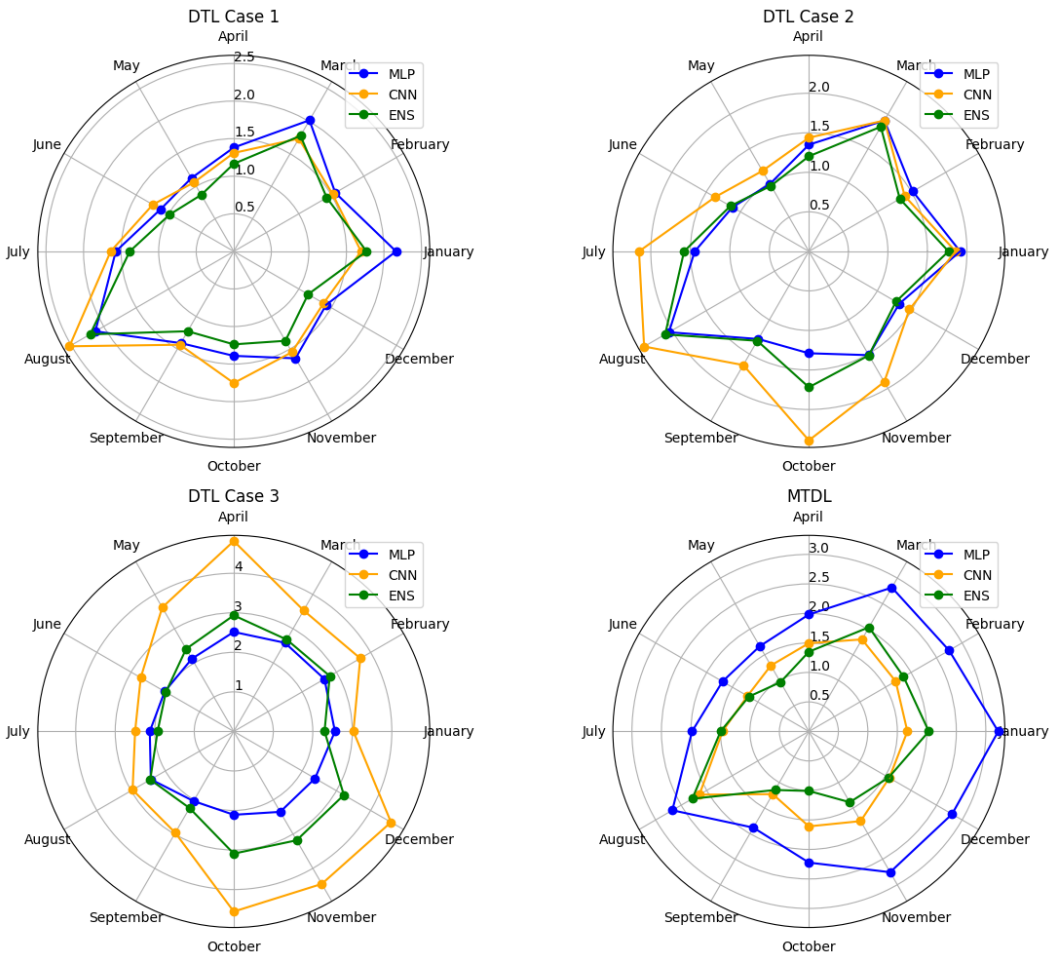 DTL Case 1
April
May
March
2.5
2.0
1.5
1.0
0.5
MLP
CNN
ENS
June
February
July
January
August
December
September
November
October
DTL Case 2
April
May
March
2.0
1.5
1.0
0.5
MLP
CNN
ENS
June
February
July
January
August
December
September
November
October
DTL Case 3
April
May
March
4
3
2
1
MLP
CNN
ENS
June
February
July
January
August
December
September
November
October
MTDL
April
May
March
3.0
2.5
2.0
1.5
1.0
0.5
MLP
CNN
ENS
June
February
July
January
August
December
September
November
October